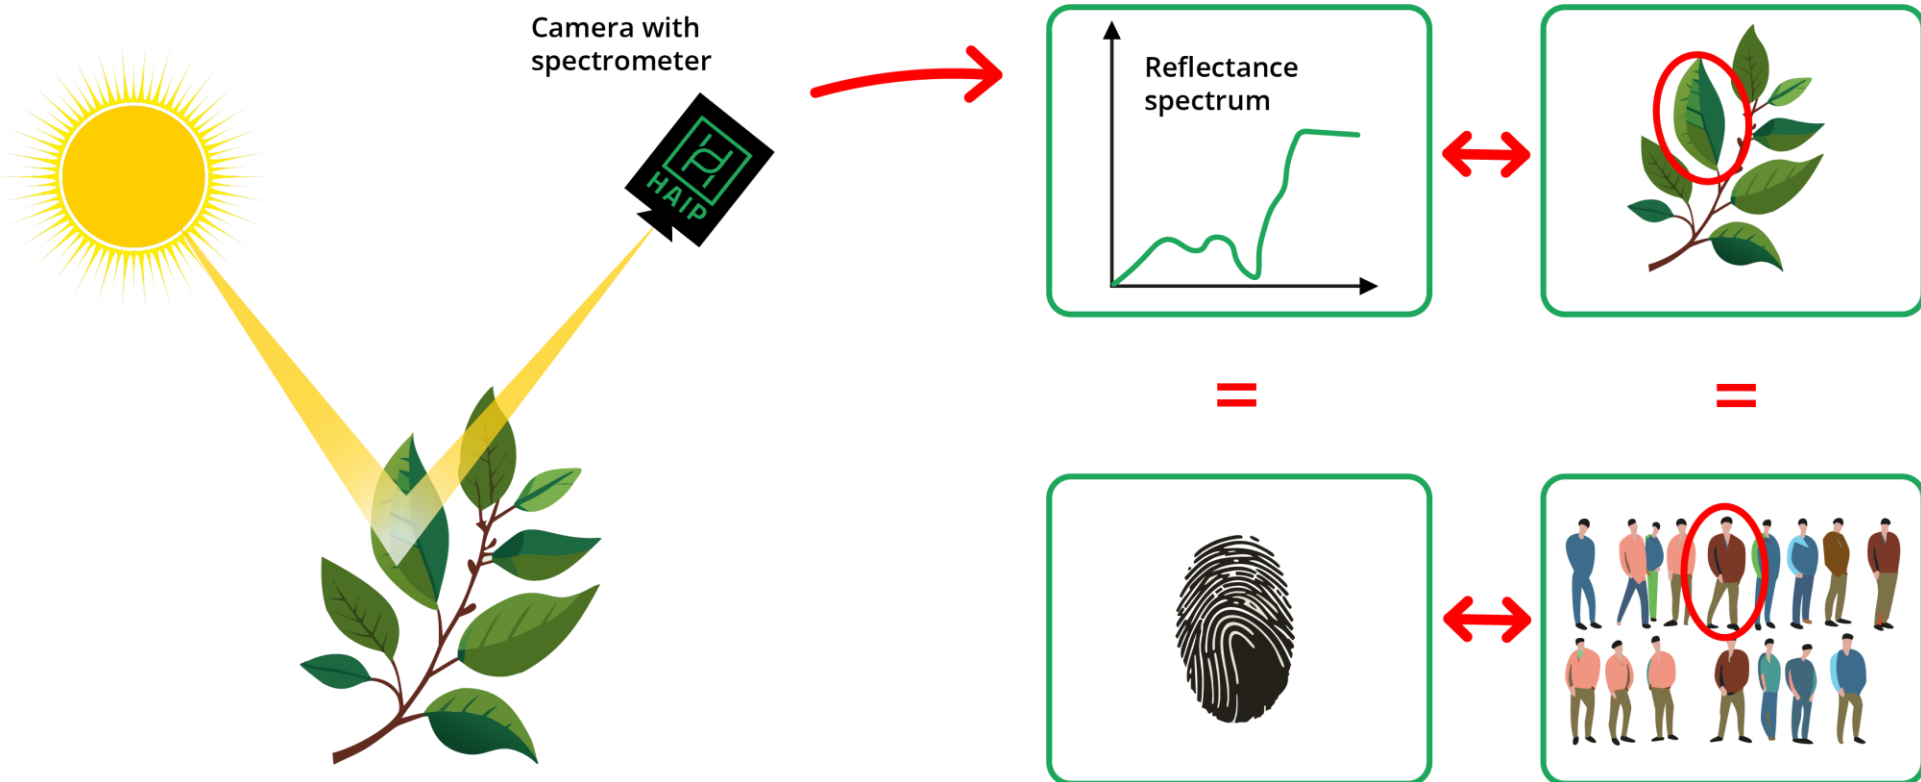 Camera with
spectrometer
HAIP
Reflectance
spectrum
=
=